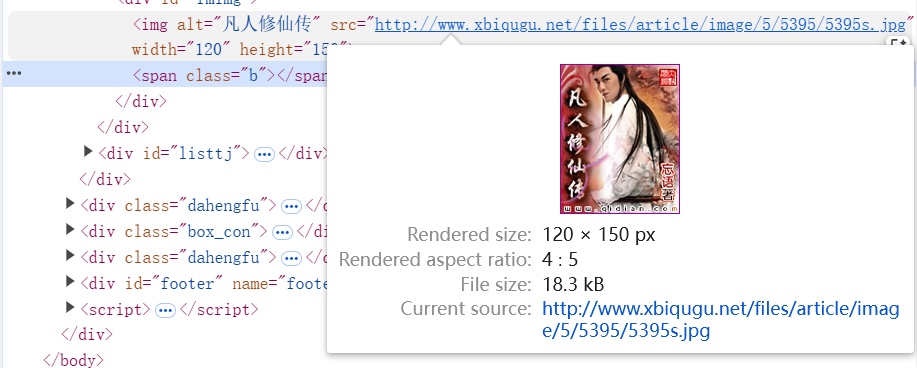 <div id="fmimg">
<img alt="凡人修仙传" src="http://www.xbiqugu.net/files/article/image/5/5395/5395s.jpg"
width="120" height="150">
••• <span class="b"></span
</div>
</div>
▶ <div id="listtj"> ••• </div>
</div>
▶ <div class="dahengfu"> ••• </d
▶ <div class="box_con"> ••• </di
▶ <div class="dahengfu"> ••• </d
▶ <div id="footer" name="foote
▶ <script> ••• </script>
</div>
</body>
凡人修仙传
忘语著
www.qidian.com
Rendered size: 120 × 150 px
Rendered aspect ratio: 4 : 5
File size: 18.3 kB
Current source: http://www.xbiqugu.net/files/article/imag
e/5/5395/5395s.jpg